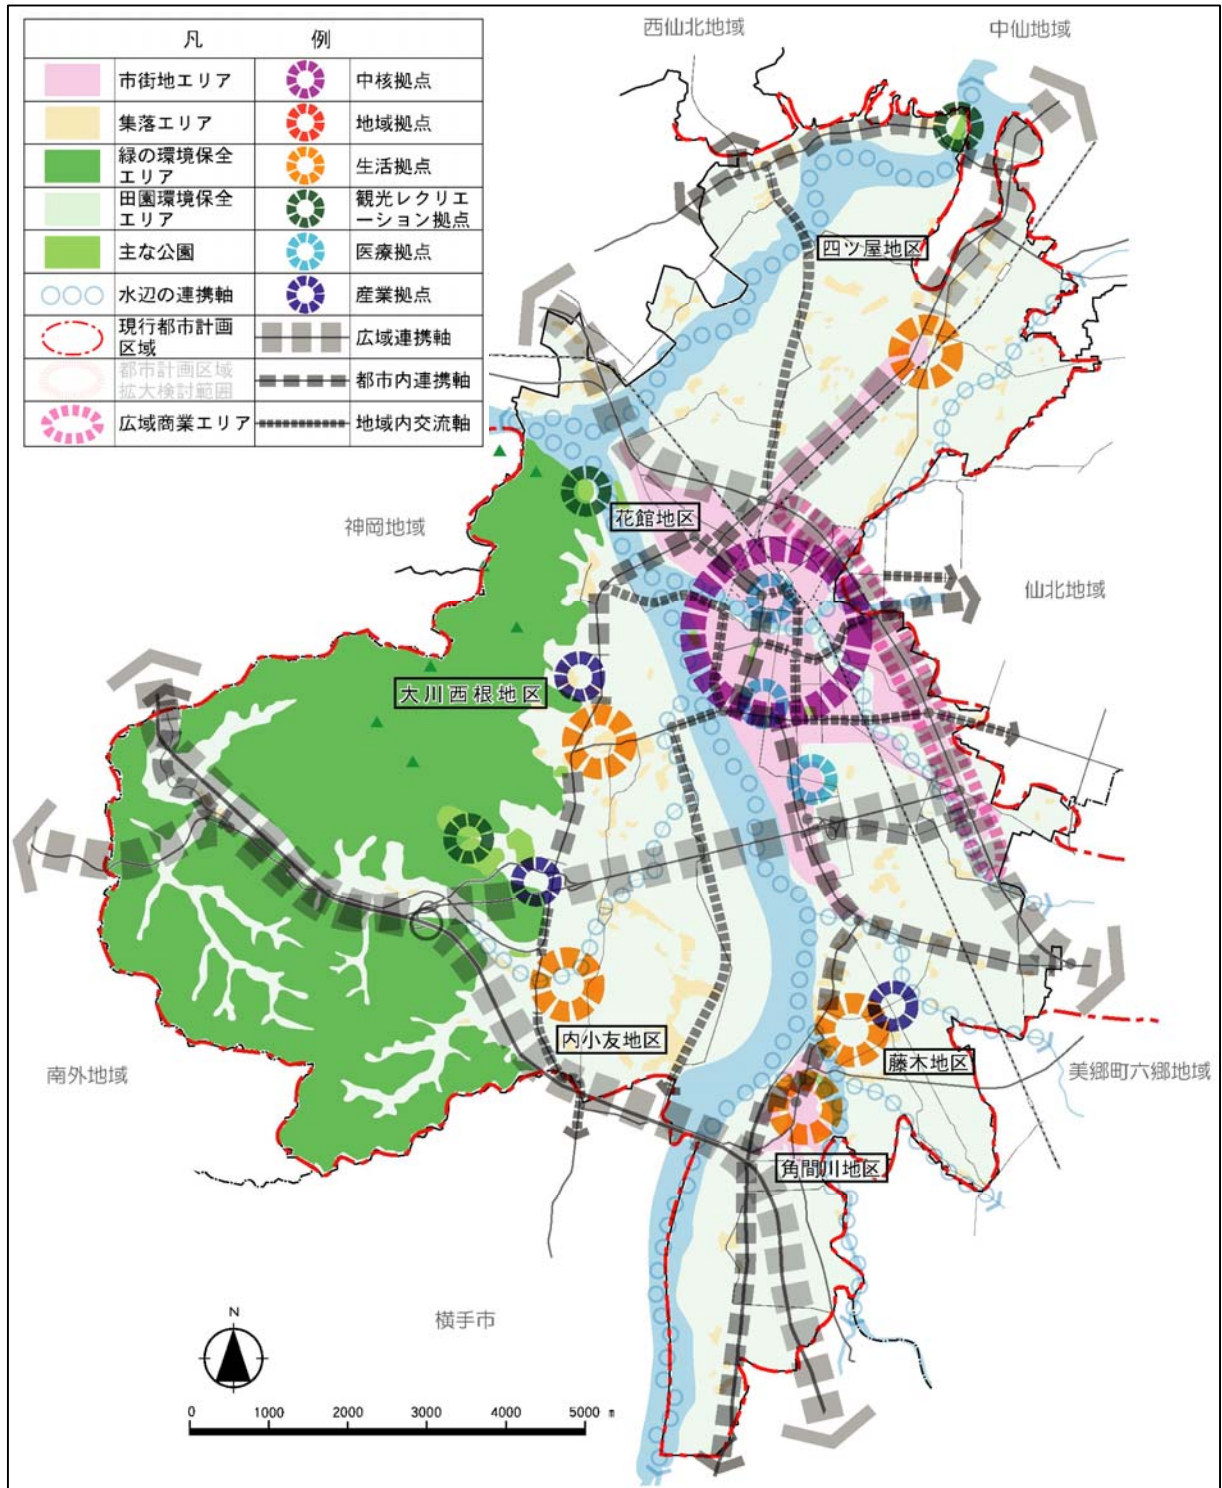 凡　例
市街地エリア
集落エリア
緑の環境保全
エリア
田園環境保全
エリア
主な公園
水辺の連携軸
現行都市計画
区域
都市計画区域
拡大検討範囲
広域商業エリア
中核拠点
地域拠点
生活拠点
観光レクリエ
ーション拠点
医療拠点
産業拠点
広域連携軸
都市内連携軸
地域内交流軸
西仙北地域
中仙地域
四ツ屋地区
花館地区
神岡地域
仙北地域
大川西根地区
内小友地区
藤木地区
美郷町六郷地域
南外地域
角間川地区
横手市
N
0 1000 2000 3000 4000 5000 m